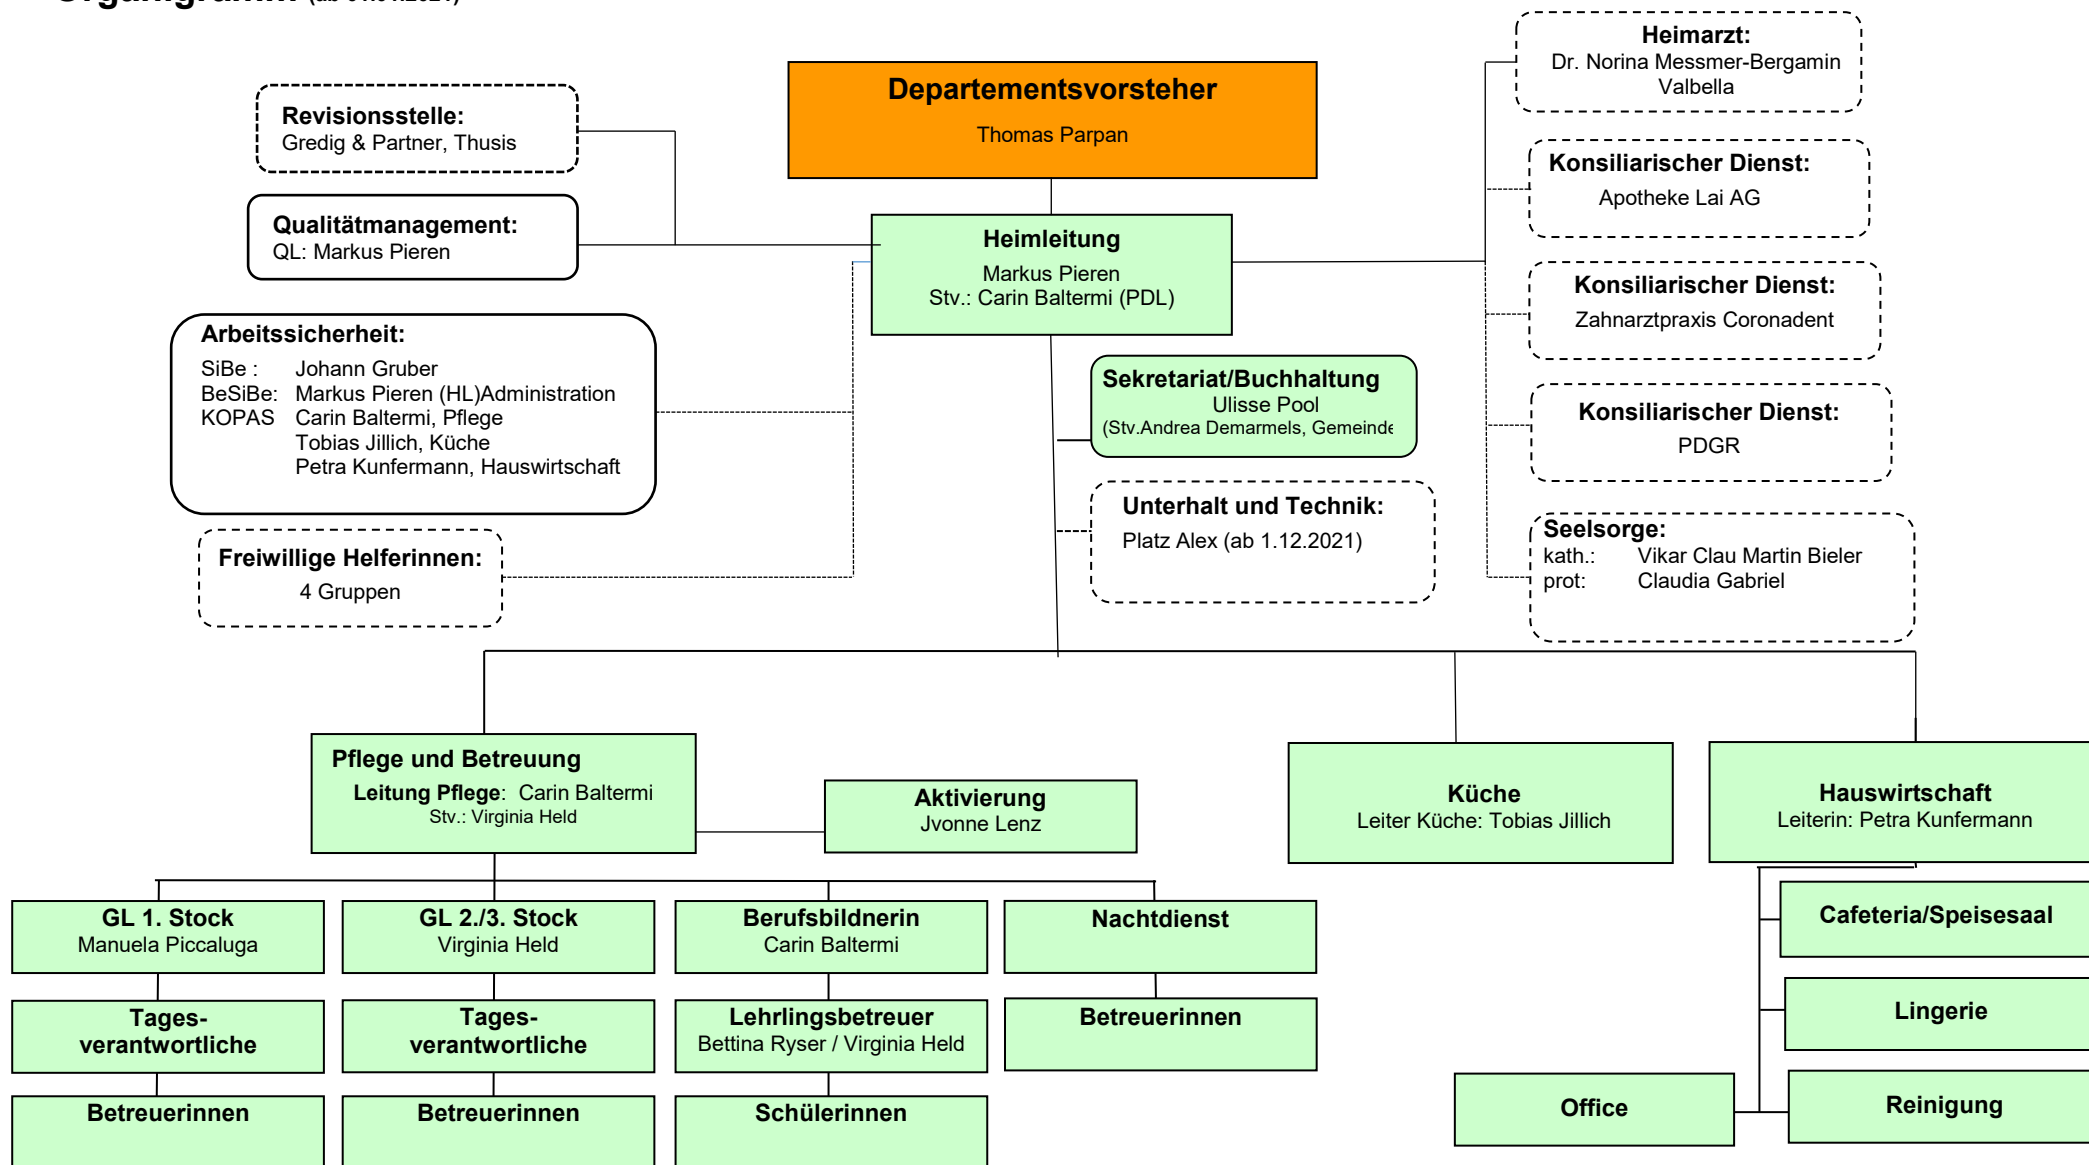 Organigramm (ab 01.01.2021)
Departementsvorsteher
Thomas Parpan
Revisionsstelle:
Gredig & Partner, Thusis
Qualitätmanagement:
QL: Markus Pieren
Heimleitung
Markus Pieren
Stv.: Carin Baltermi (PDL)
Arbeitssicherheit:
SiBe : Johann Gruber
BeSiBe: Markus Pieren (HL)Administration
KOPAS Carin Baltermi, Pflege
Tobias Jillich, Küche
Petra Kunfermann, Hauswirtschaft
Freiwillige Helferinnen:
4 Gruppen
Sekretariat/Buchhaltung
Ulisse Pool
(Stv.Andrea Demarmels, Gemeinde
Unterhalt und Technik:
Platz Alex (ab 1.12.2021)
Heimarzt:
Dr. Norina Messmer-Bergamin
Valbella
Konsiliarischer Dienst:
Apotheke Lai AG
Konsiliarischer Dienst:
Zahnarztpraxis Coronadent
Konsiliarischer Dienst:
PDGR
Seelsorge:
kath.: Vikar Clau Martin Bieler
prot: Claudia Gabriel
Pflege und Betreuung
Leitung Pflege: Carin Baltermi
Stv.: Virginia Held
Aktivierung
Jvonne Lenz
Küche
Leiter Küche: Tobias Jillich
Hauswirtschaft
Leiterin: Petra Kunfermann
GL 1. Stock
Manuela Piccaluga
GL 2./3. Stock
Virginia Held
Berufsbildnerin
Carin Baltermi
Nachtdienst
Cafeteria/Speisesaal
Tages-
verantwortliche
Tages-
verantwortliche
Lehrlingsbetreuer
Bettina Ryser / Virginia Held
Betreuerinnen
Lingerie
Betreuerinnen
Betreuerinnen
Schülerinnen
Office
Reinigung